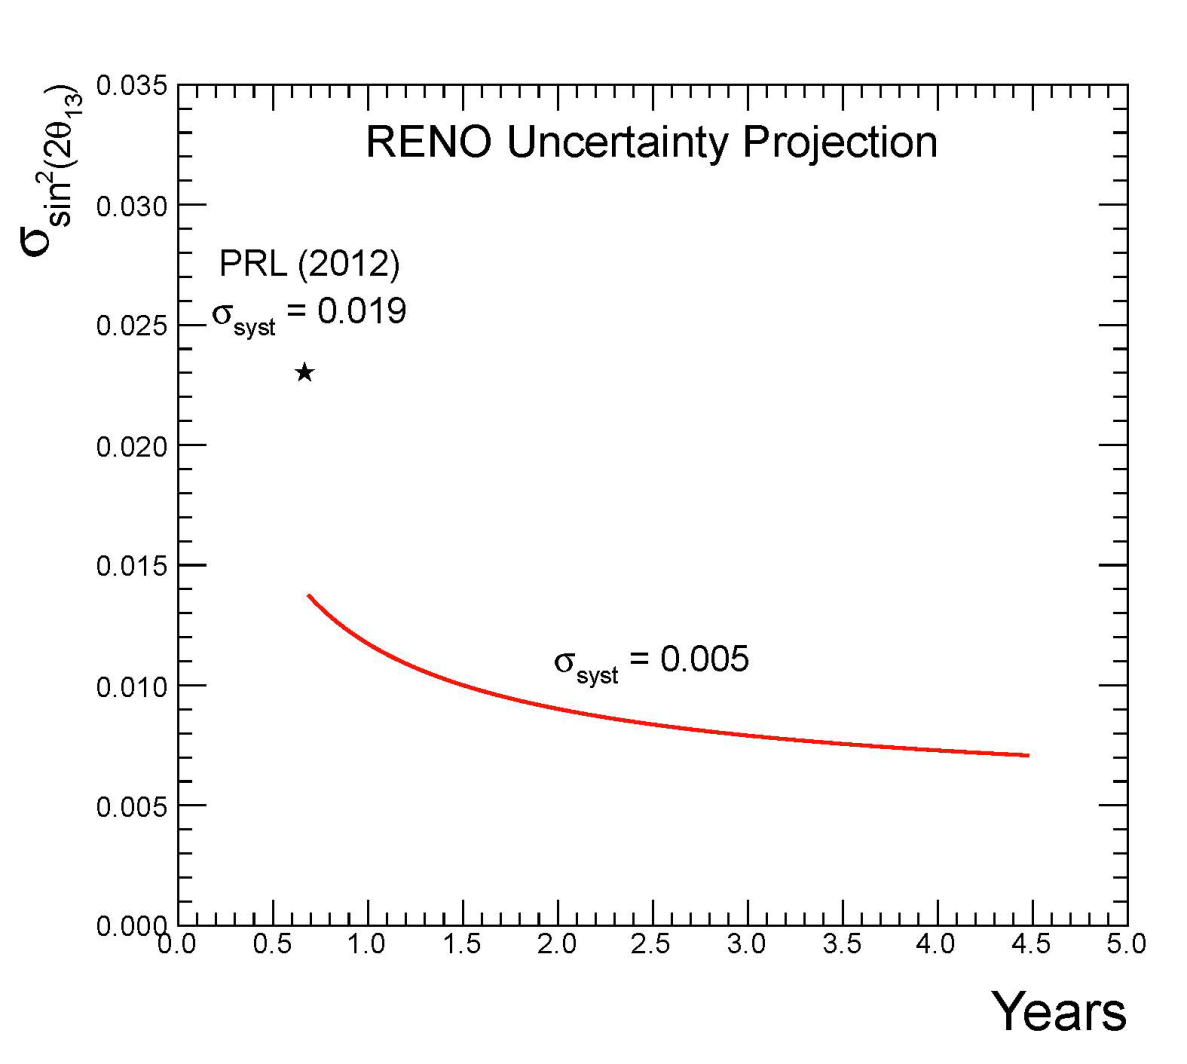 RENO Uncertainty Projection
σsin²(2θ₁₃)
0.035
0.030
0.025
0.020
0.015
0.010
0.005
0.000
PRL (2012)
σsyst = 0.019
σsyst = 0.005
0.0 0.5 1.0 1.5 2.0 2.5 3.0 3.5 4.0 4.5 5.0
Years